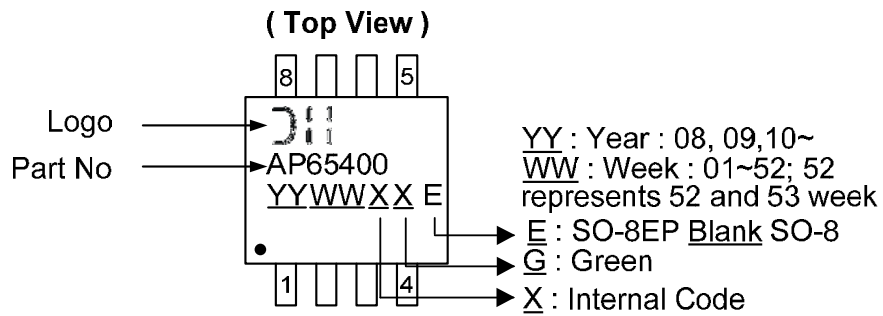 ( Top View )
8 5
Logo
Part No
AP65400
YYWWXX E
1 4
YY : Year : 08, 09,10~
WW : Week : 01~52; 52
represents 52 and 53 week
E : SO-8EP Blank SO-8
G : Green
X : Internal Code